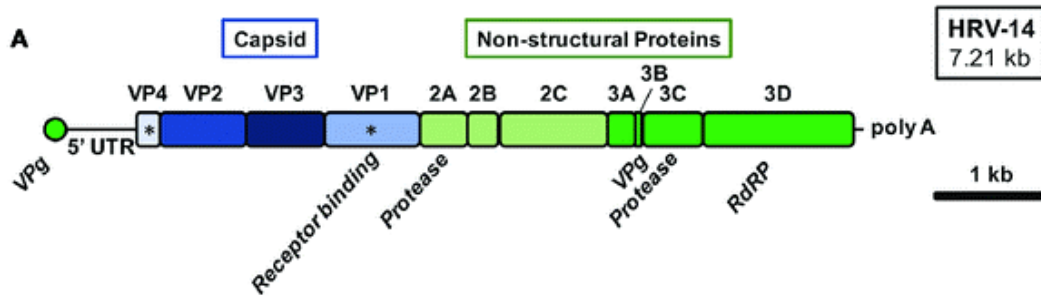 A
Capsid
Non-structural Proteins
HRV-14
7.21 kb
3B
VP4 VP2 VP3 VP1 2A 2B 2C 3A 3C 3D
* *
5' UTR
poly A
VPg
Receptor binding
Protease
VPg
Protease
RdRP
1 kb